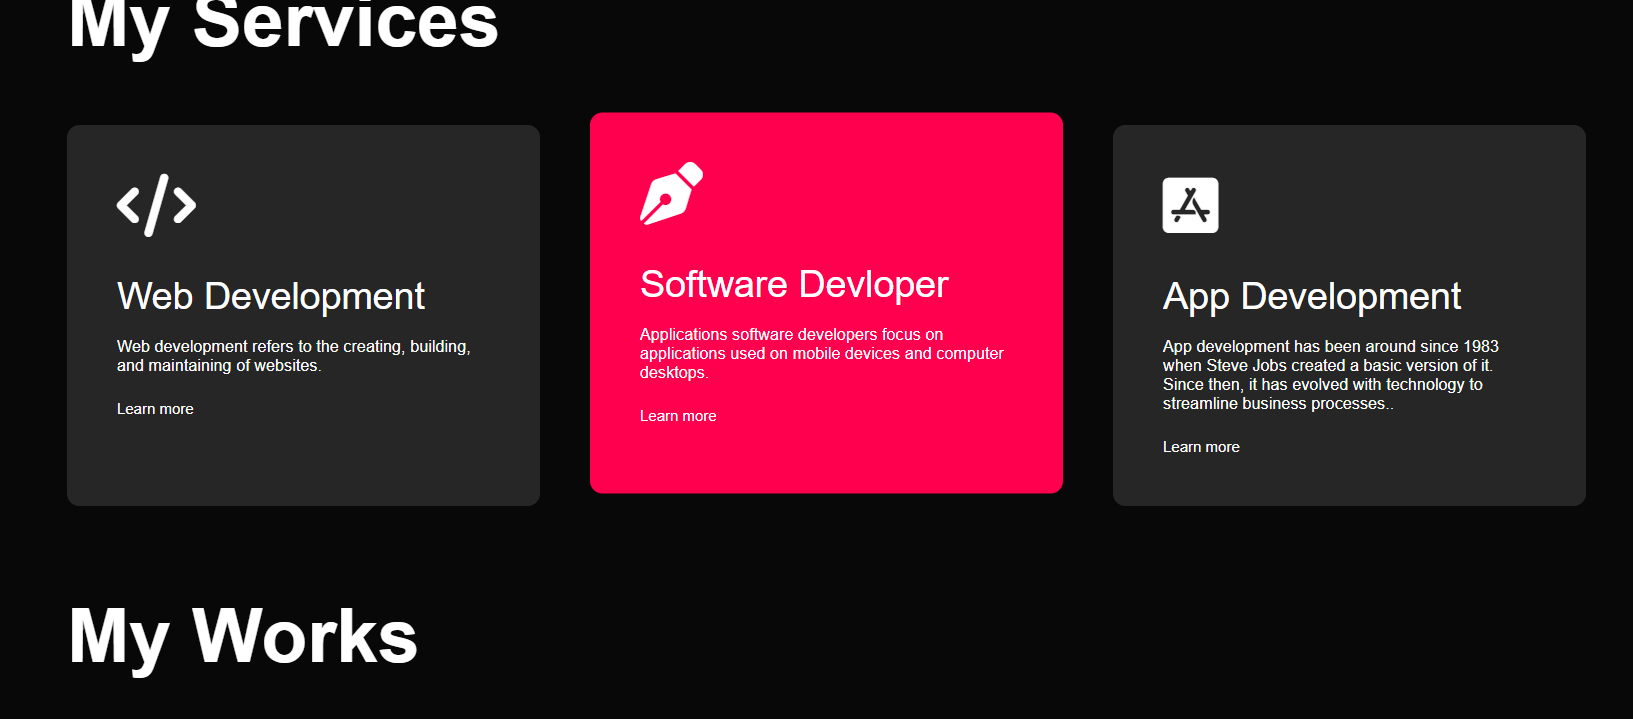 My Services
Web Development
Web development refers to the creating, building,
and maintaining of websites.
Learn more
Software Devloper
Applications software developers focus on
applications used on mobile devices and computer
desktops.
Learn more
App Development
App development has been around since 1983
when Steve Jobs created a basic version of it.
Since then, it has evolved with technology to
streamline business processes..
Learn more
My Works